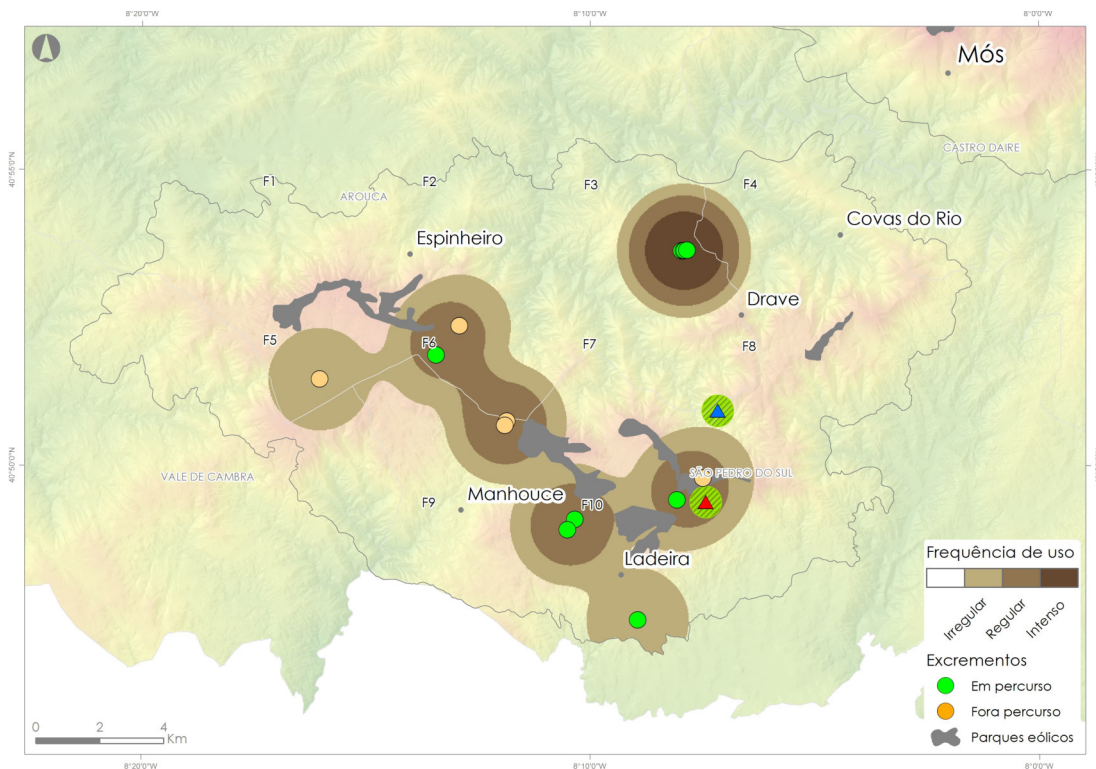 8°20'0"W
8°10'0"W
8°0'0"W
Mós
CASTRO DAIRE
40°55'0"N
F1
F2
F3
F4
AROUCA
Covas do Rio
Espinheiro
Drave
F5
F6
F7
F8
40°50'0"N
VALE DE CAMBRA
SÃO PEDRO DO SUL
F9
Manhouce
F10
Ladeira
Frequência de uso
Irregular
Regular
Intenso
Excrementos
Em percurso
Fora percurso
Parques eólicos
0 2 4
Km
8°20'0"W
8°10'0"W
8°0'0"W